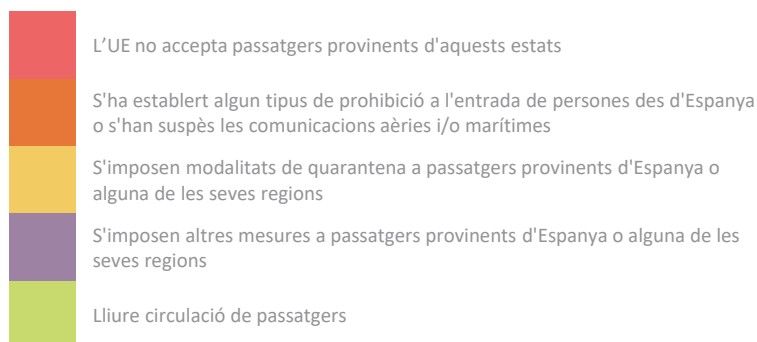 L’UE no accepta passatgers provinents d'aquests estats
S'ha establert algun tipus de prohibició a l'entrada de persones des d'Espanya
o s'han suspès les comunicacions aèries i/o marítimes
S'imposen modalitats de quarantena a passatgers provinents d'Espanya o
alguna de les seves regions
S'imposen altres mesures a passatgers provinents d'Espanya o alguna de les
seves regions
Lliure circulació de passatgers